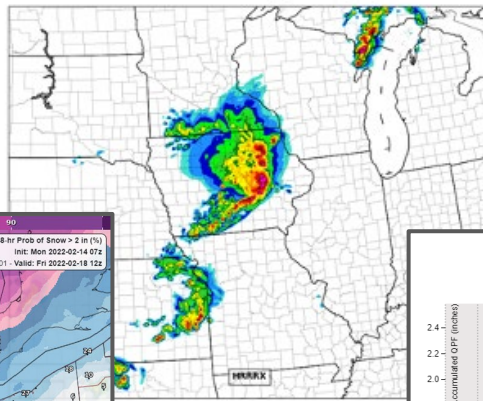 HRRRX
90
8-hr Prob of Snow > 2 in (%)
Init: Mon 2022-02-14 07z
01 - Valid: Fri 2022-02-18 12z
ccumulated QPF (inches)
2.4
2.2
2.0